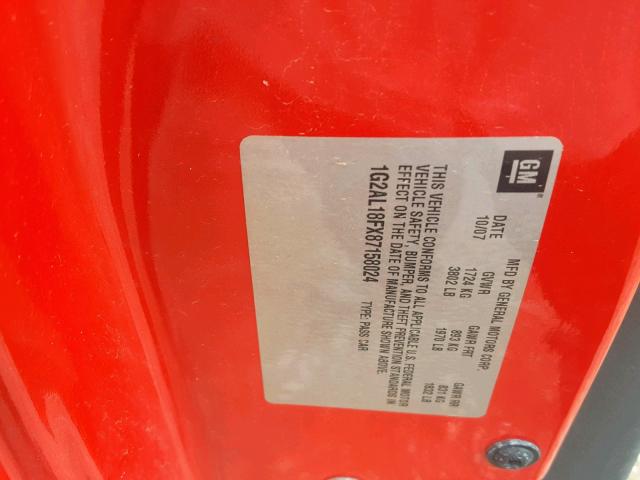 GM
MFD BY GENERAL MOTORS CORP.
DATE GVWR GAWR FRT GAWR RR
10/07 1724 KG 893 KG 831 KG
3802 LB 1970 LB 1832 LB
THIS VEHICLE CONFORMS TO ALL APPLICABLE U.S. FEDERAL MOTOR
VEHICLE SAFETY, BUMPER, AND THEFT PREVENTION STANDARDS IN
EFFECT ON THE DATE OF MANUFACTURE SHOWN ABOVE.
1G2AL18FX87158024 TYPE: PASS CAR